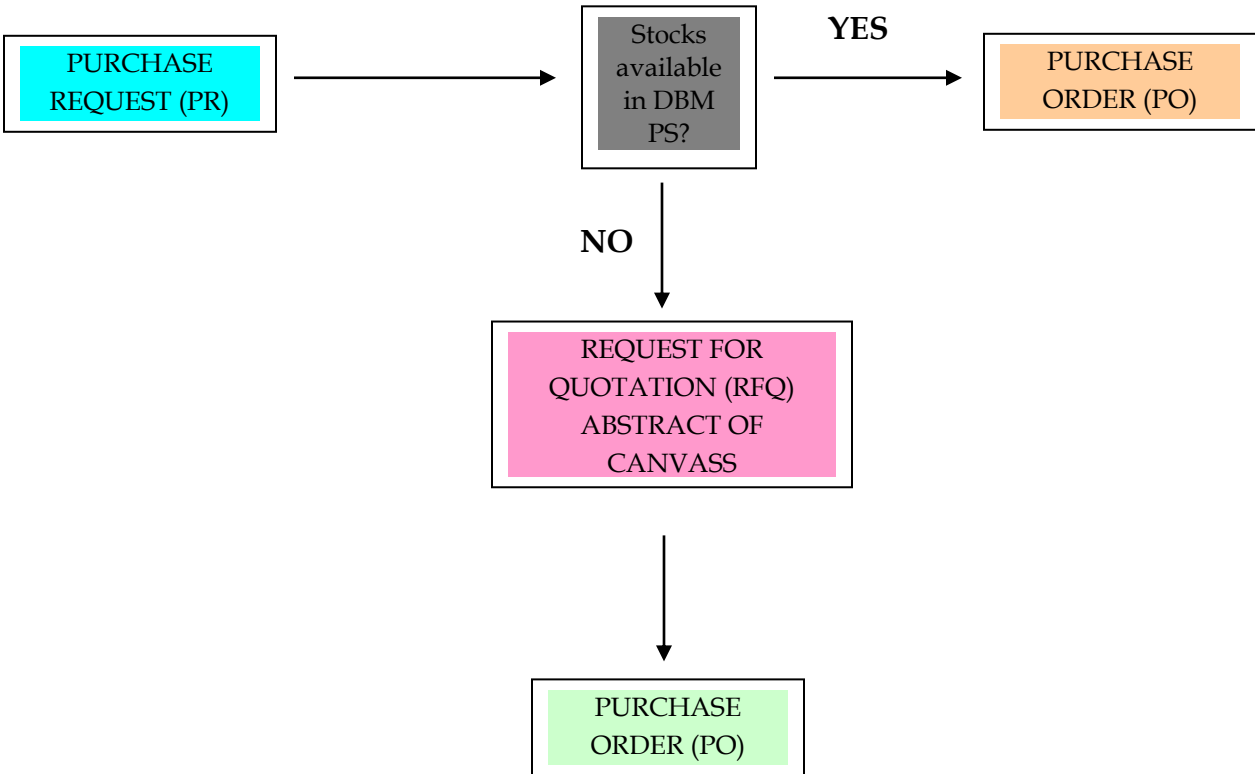 PURCHASE
REQUEST (PR)
Stocks
available
in DBM
PS?
YES
PURCHASE
ORDER (PO)
NO
REQUEST FOR
QUOTATION (RFQ)
ABSTRACT OF
CANVASS
PURCHASE
ORDER (PO)